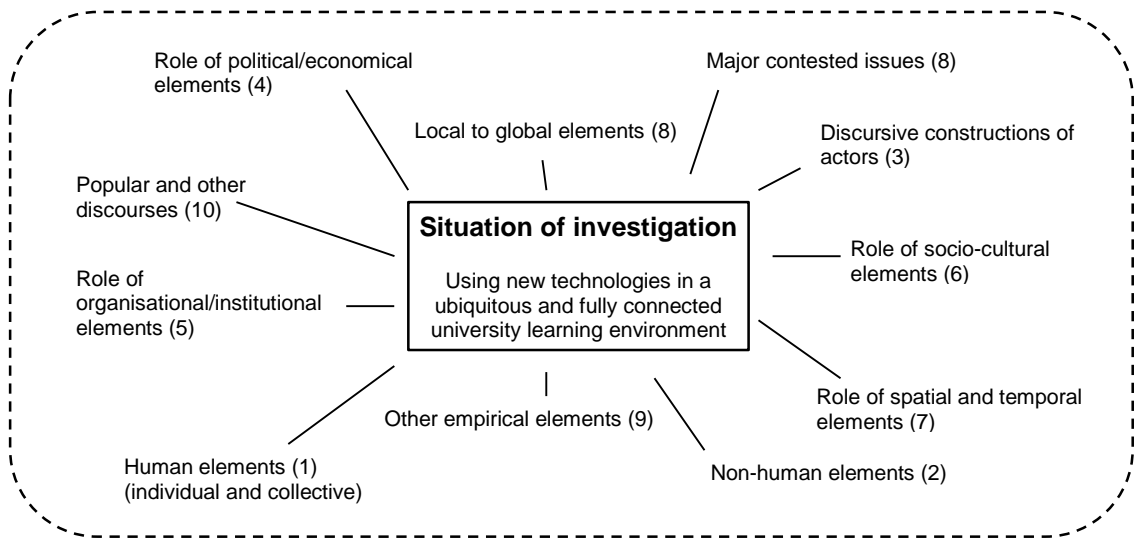 Role of political/economical
elements (4)
Major contested issues (8)
Local to global elements (8)
Discursive constructions of
actors (3)
Popular and other
discourses (10)
Situation of investigation
Using new technologies in a
ubiquitous and fully connected
university learning environment
Role of socio-cultural
elements (6)
Role of
organisational/institutional
elements (5)
Role of spatial and temporal
elements (7)
Other empirical elements (9)
Human elements (1)
(individual and collective)
Non-human elements (2)